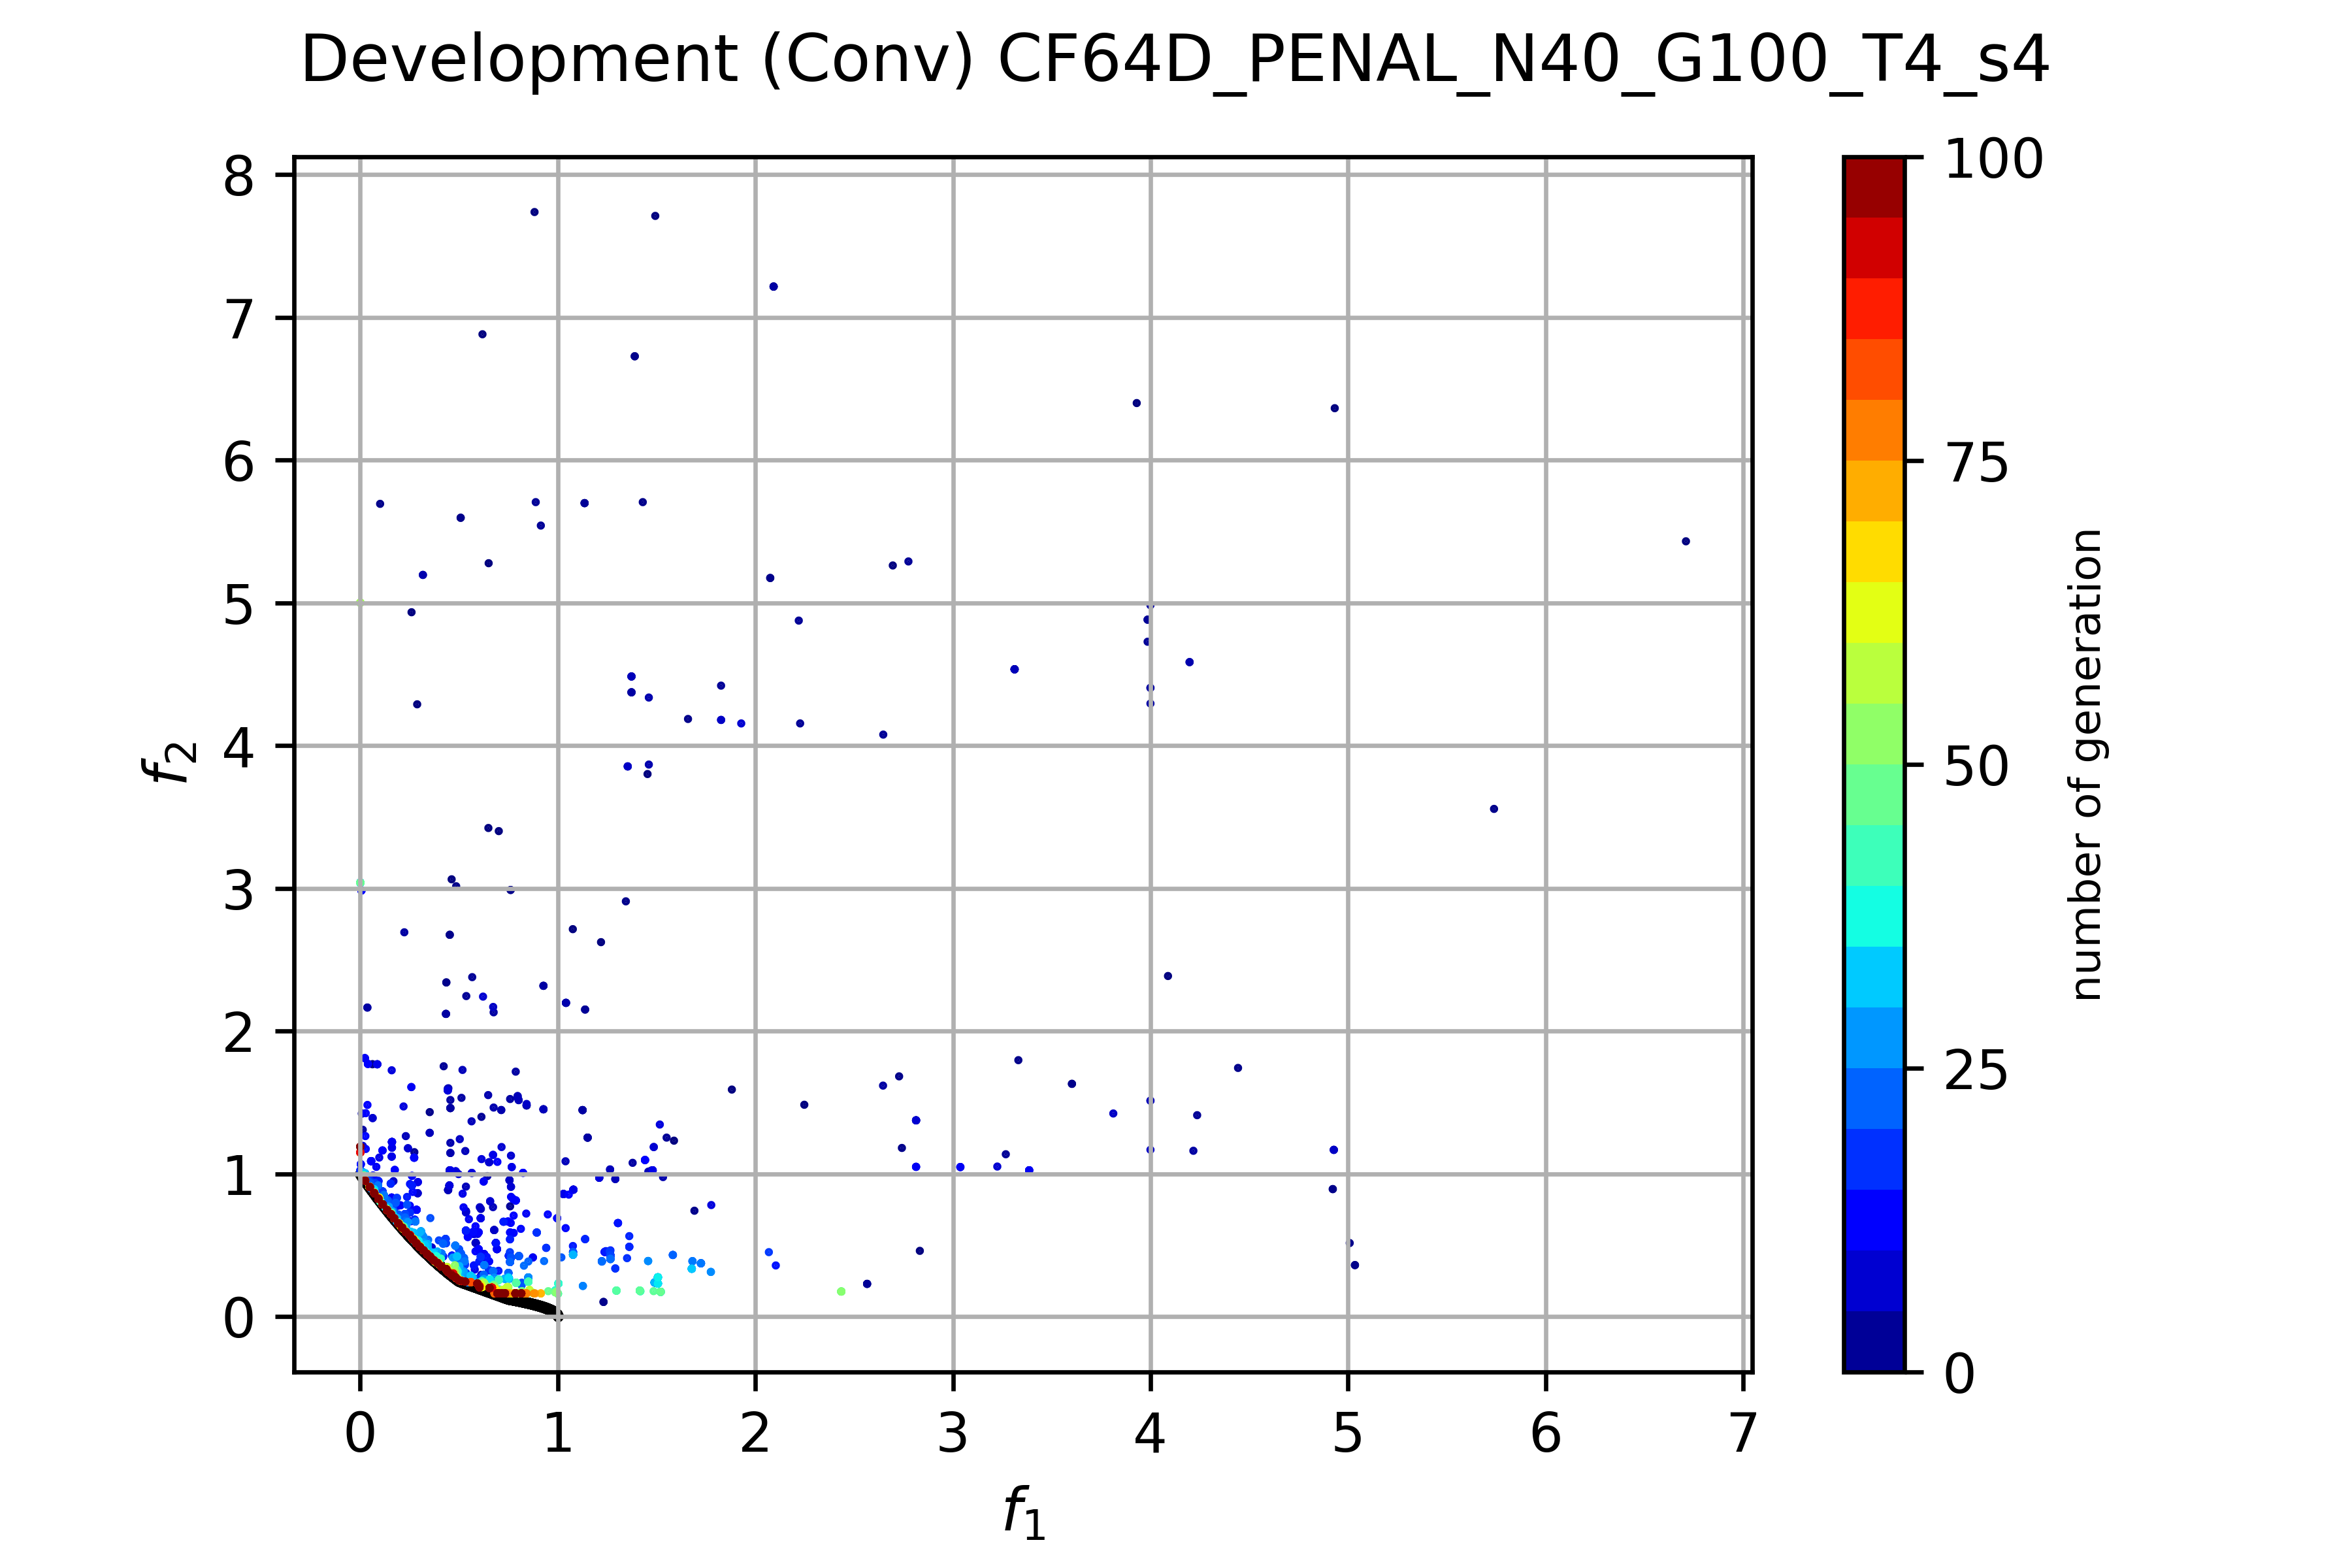 Development (Conv) CF64D_PENAL_N40_G100_T4_s4
8
7
6
5
4
3
2
1
0
f2
0 1 2 3 4 5 6 7
f1
100
75
50
25
0
number of generation